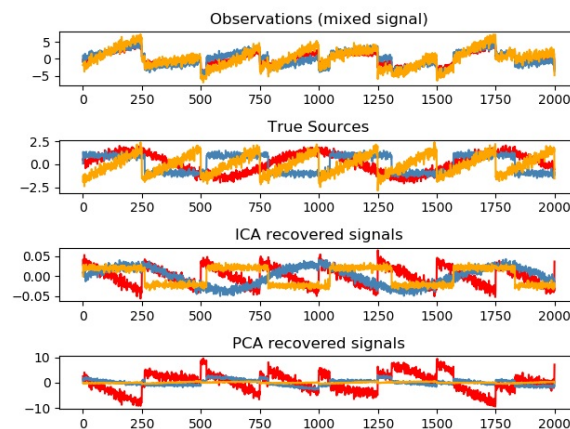 Observations (mixed signal)
5
0
−5
0 250 500 750 1000 1250 1500 1750 2000
True Sources
2.5
0.0
−2.5
0 250 500 750 1000 1250 1500 1750 2000
ICA recovered signals
0.05
0.00
−0.05
0 250 500 750 1000 1250 1500 1750 2000
PCA recovered signals
10
0
−10
0 250 500 750 1000 1250 1500 1750 2000